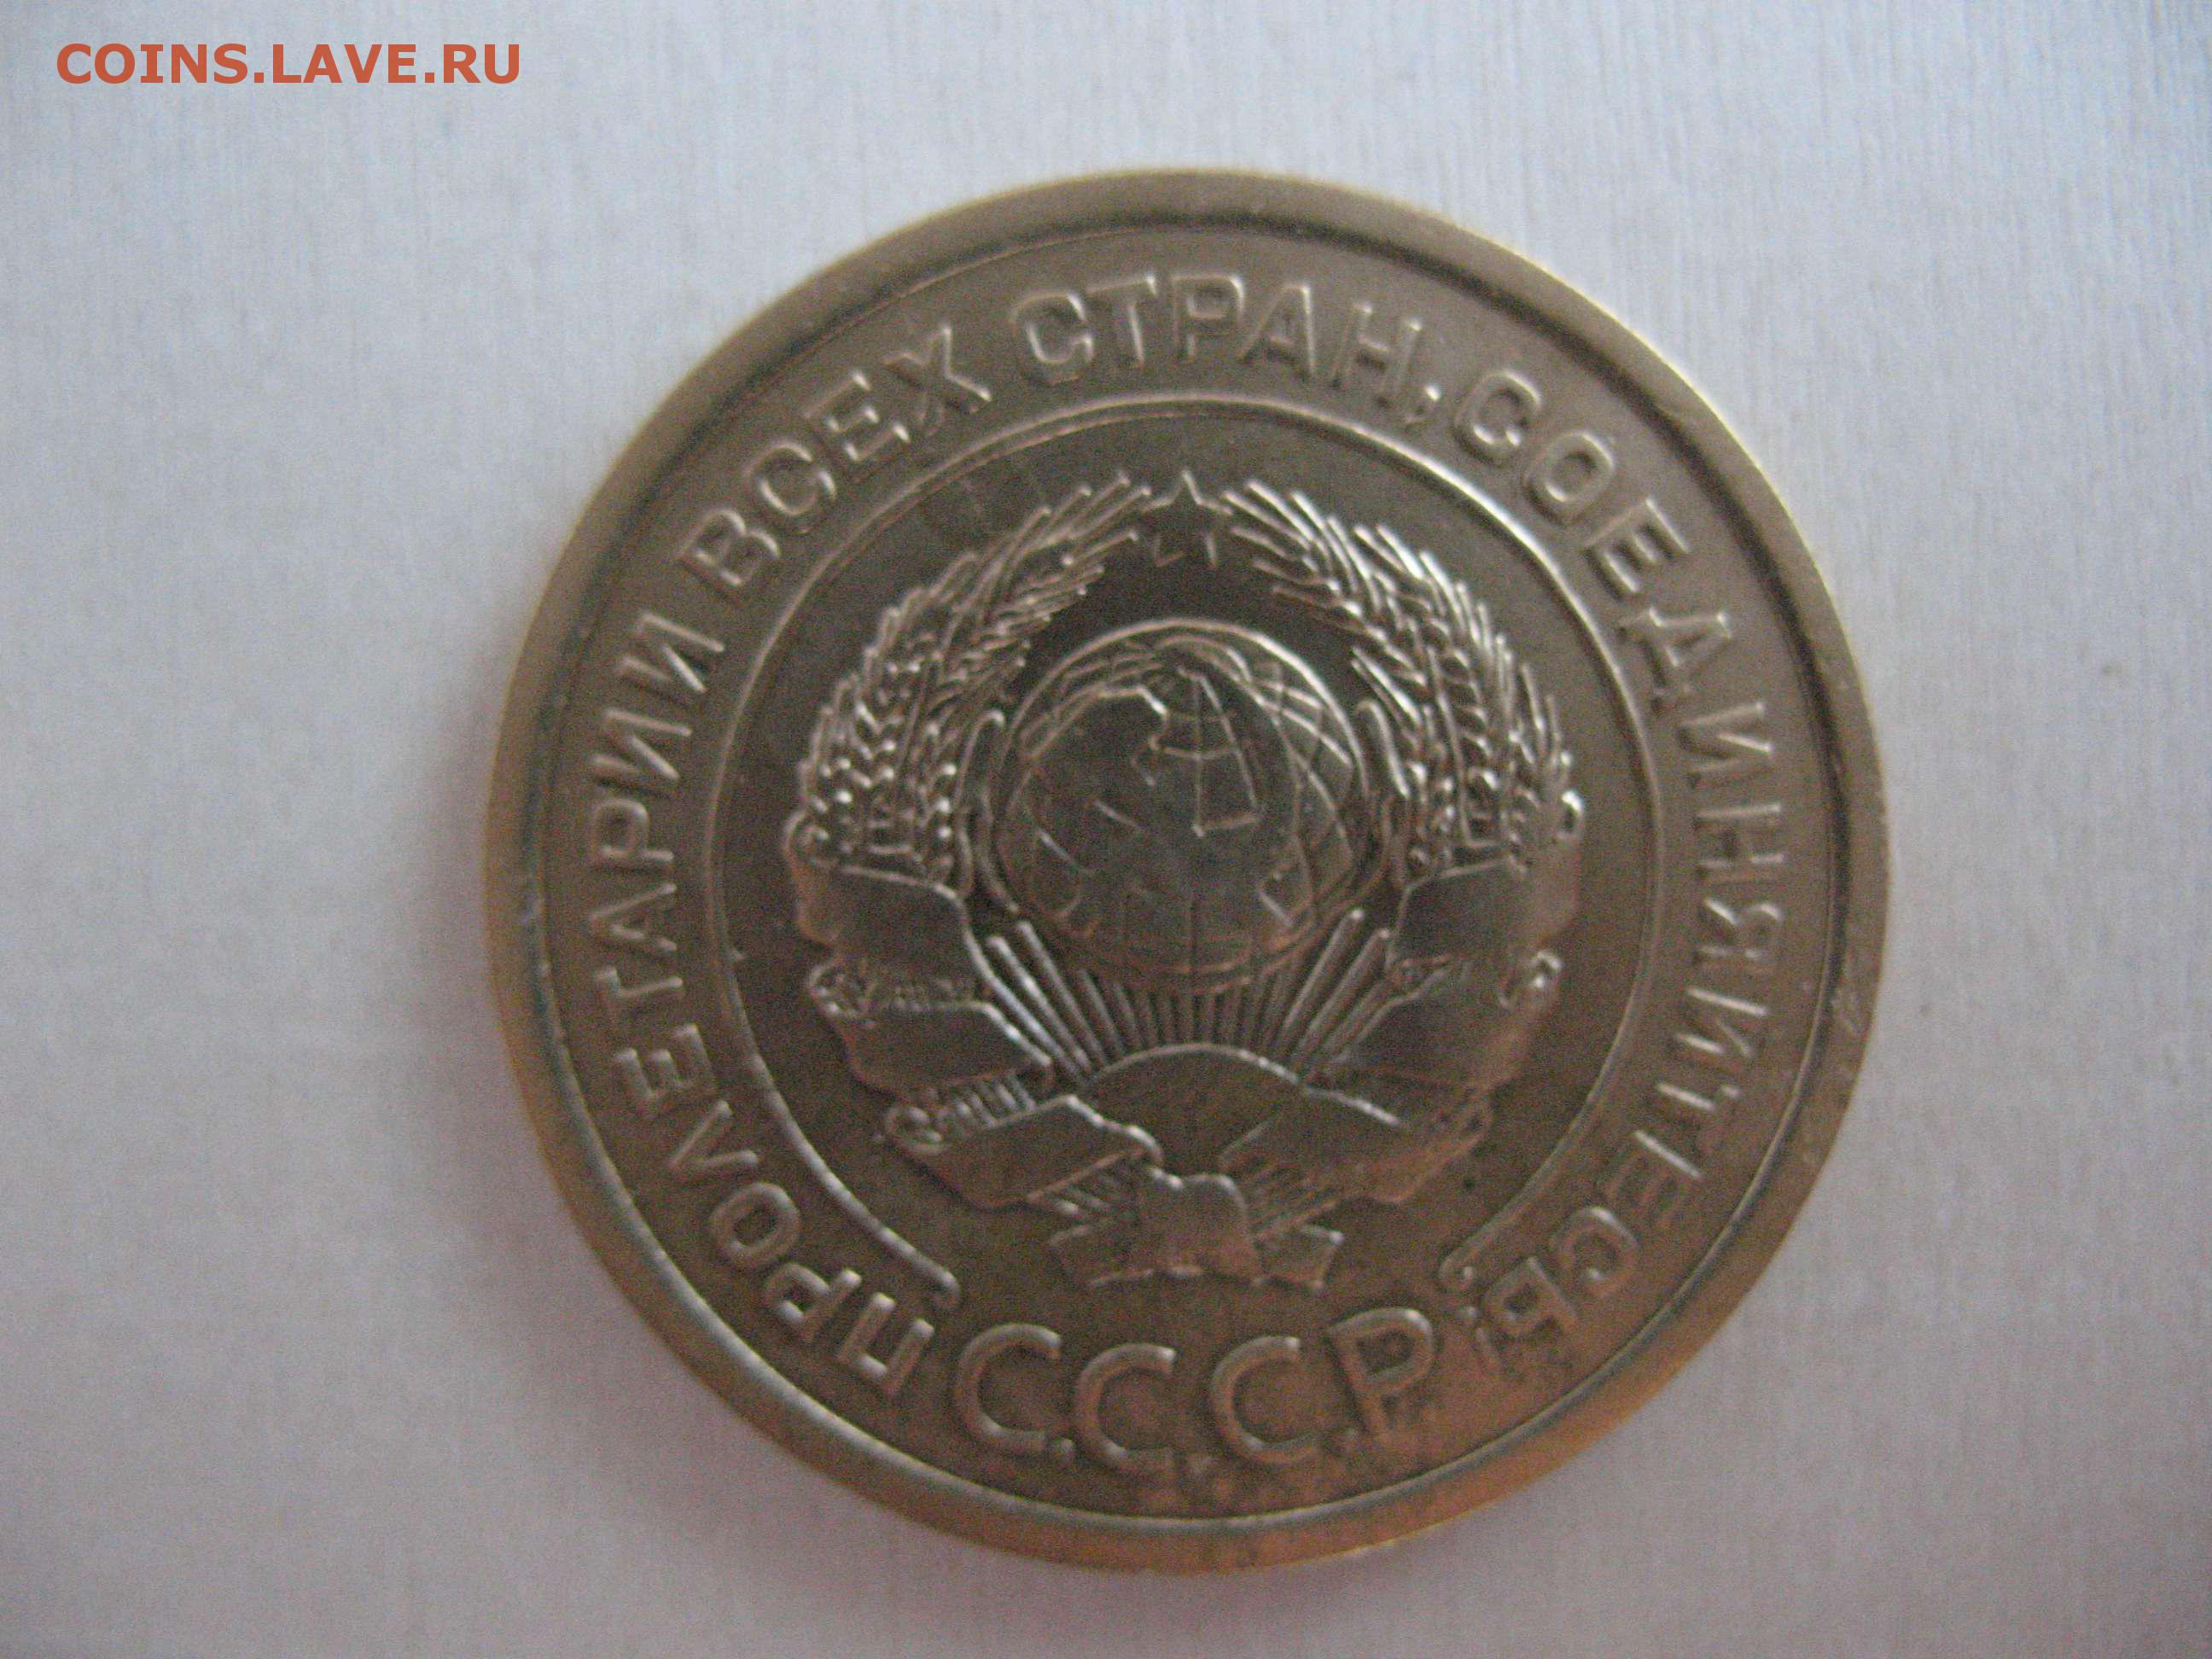 COINS.LAVE.RU
ПРОЛЕТАРИИ ВСЕХ СТРАН, СОЕДИНЯЙТЕСЬ!
С.С.С.Р.